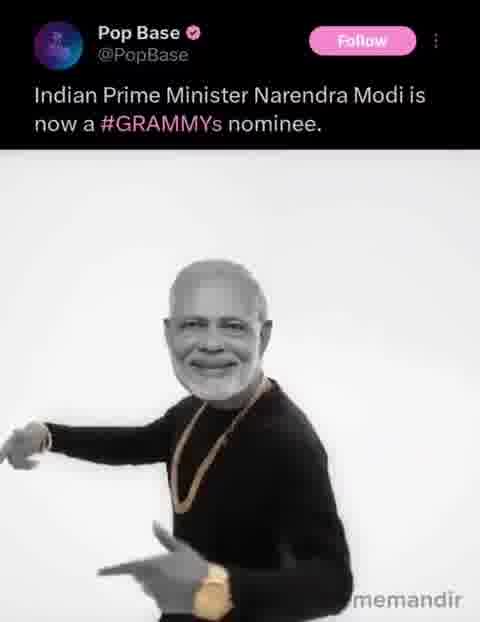 Pop Base
@PopBase
Follow
Indian Prime Minister Narendra Modi is
now a #GRAMMYs nominee.
memandir